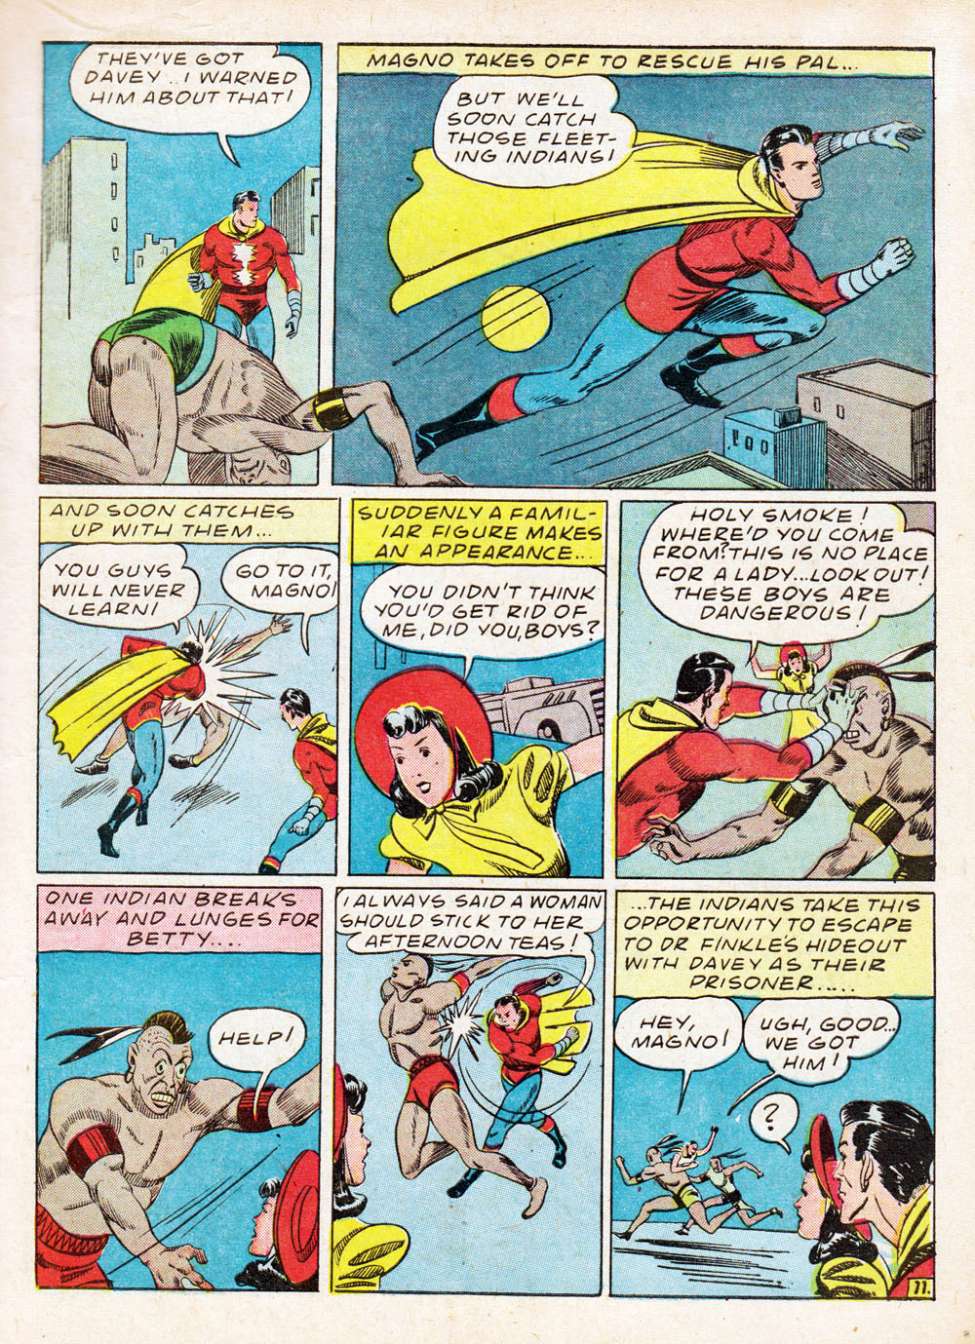 THEY'VE GOT
DAVEY... I WARNED
HIM ABOUT THAT!
MAGNO TAKES OFF TO RESCUE HIS PAL...
BUT WE'LL
SOON CATCH
THOSE FLEET-
ING INDIANS!
AND SOON CATCHES
UP WITH THEM...
YOU GUYS
WILL NEVER
LEARN!
GO TO IT,
MAGNO!
SUDDENLY A FAMIL-
IAR FIGURE MAKES
AN APPEARANCE...
YOU DIDN'T THINK
YOU'D GET RID OF
ME, DID YOU, BOYS?
HOLY SMOKE!
WHERE'D YOU COME
FROM? THIS IS NO PLACE
FOR A LADY...LOOK OUT!
THESE BOYS ARE
DANGEROUS!
ONE INDIAN BREAKS
AWAY AND LUNGES FOR
BETTY....
HELP!
I ALWAYS SAID A WOMAN
SHOULD STICK TO HER
AFTERNOON TEAS!
...THE INDIANS TAKE THIS
OPPORTUNITY TO ESCAPE
TO DR FINKLE'S HIDEOUT
WITH DAVEY AS THEIR
PRISONER.....
HEY,
MAGNO!
UGH, GOOD...
WE GOT
HIM!
?
11.